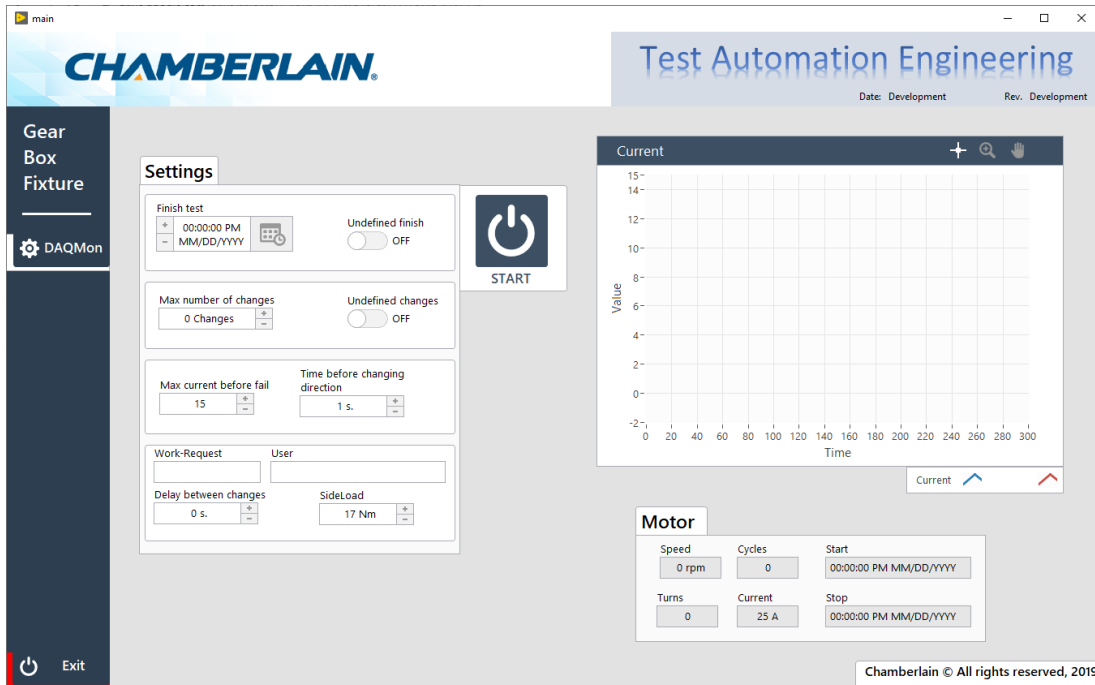 main
CHAMBERLAIN®
Test Automation Engineering
Date: Development
Rev. Development
Gear
Box
Fixture
DAQMon
Exit
Settings
Finish test
+
-
00:00:00 PM
MM/DD/YYYY
Undefined finish
OFF
START
Max number of changes
0 Changes
+
-
Undefined changes
OFF
Max current before fail
15
+
-
Time before changing
direction
1 s.
+
-
Work-Request
User
Delay between changes
0 s.
+
-
SideLoad
17 Nm
+
-
Current
Value
15
14
12
10
8
6
4
2
0
-2
0 20 40 60 80 100 120 140 160 180 200 220 240 260 280 300
Time
Current
Motor
Speed
0 rpm
Cycles
0
Start
00:00:00 PM MM/DD/YYYY
Turns
0
Current
25 A
Stop
00:00:00 PM MM/DD/YYYY
Chamberlain © All rights reserved, 2019